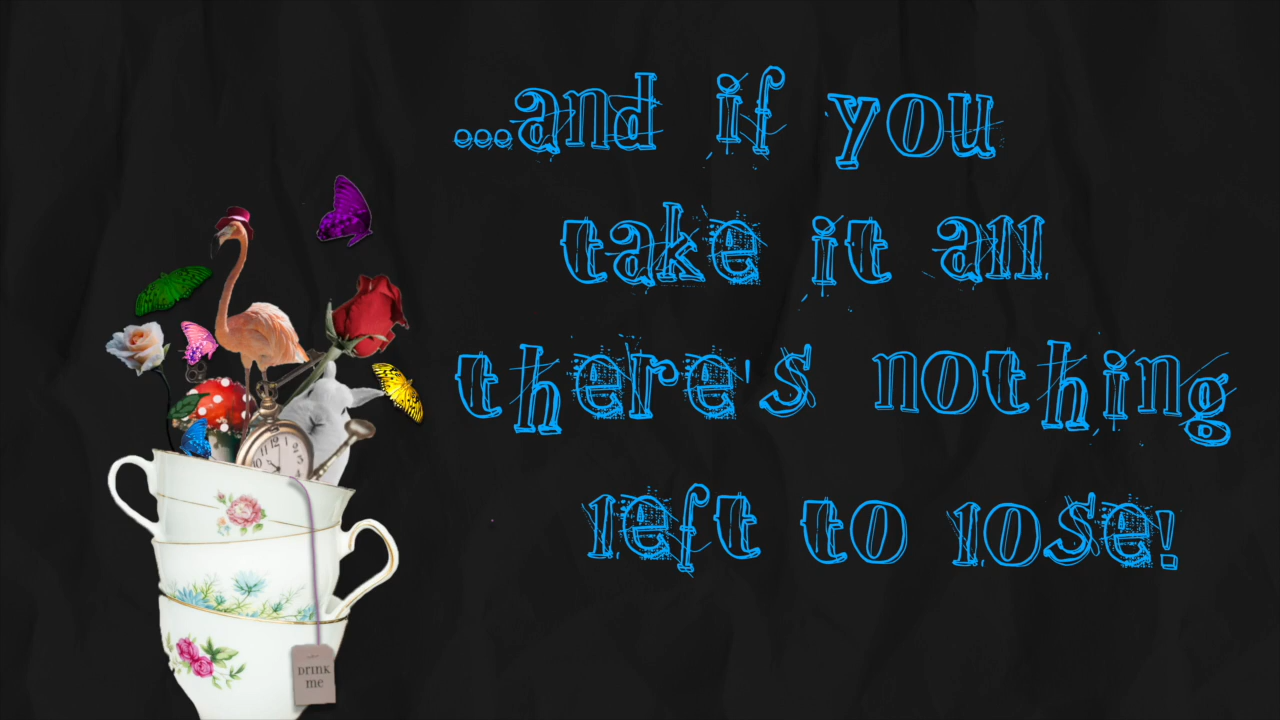 ...and if you
take it all
there's nothing
left to lose!
DRINK
me